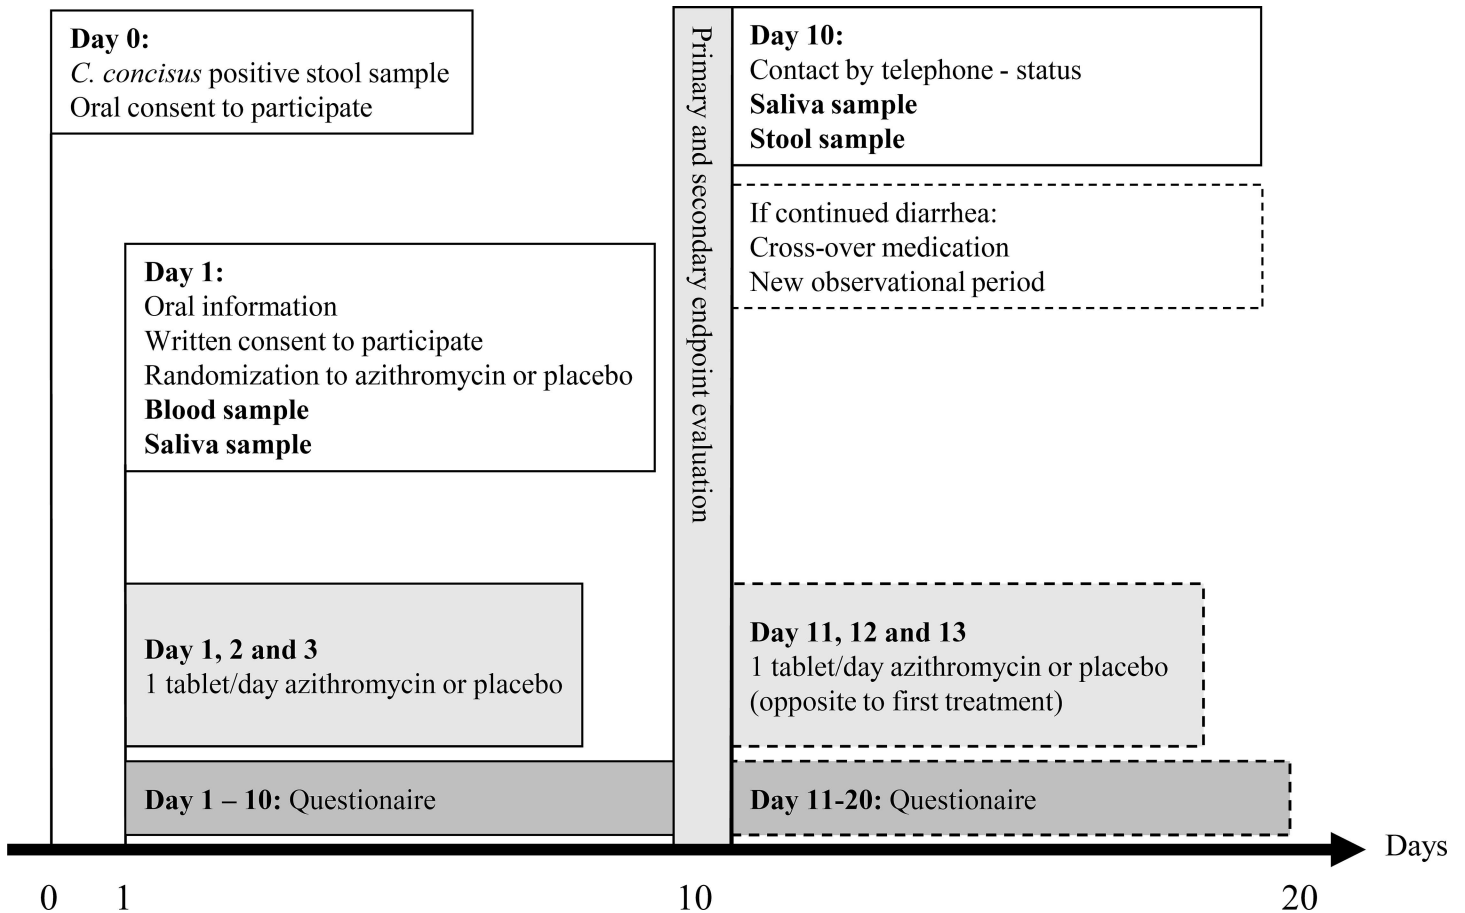 Day 0:
C. concisus positive stool sample
Oral consent to participate
Day 1:
Oral information
Written consent to participate
Randomization to azithromycin or placebo
Blood sample
Saliva sample
Day 1, 2 and 3
1 tablet/day azithromycin or placebo
Day 1 – 10: Questionaire
Primary and secondary endpoint evaluation
Day 10:
Contact by telephone - status
Saliva sample
Stool sample
If continued diarrhea:
Cross-over medication
New observational period
Day 11, 12 and 13
1 tablet/day azithromycin or placebo
(opposite to first treatment)
Day 11-20: Questionaire
Days
0 1 10 20